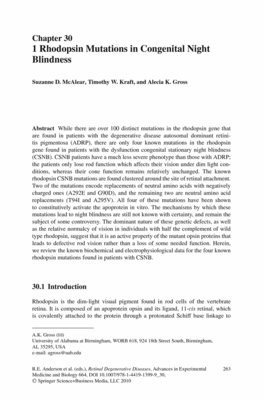 Chapter 30
1 Rhodopsin Mutations in Congenital Night
Blindness
Suzanne D. McAlear, Timothy W. Kraft, and Alecia K. Gross
Abstract While there are over 100 distinct mutations in the rhodopsin gene that
are found in patients with the degenerative disease autosomal dominant retini-
tis pigmentosa (ADRP), there are only four known mutations in the rhodopsin
gene found in patients with the dysfunction congenital stationary night blindness
(CSNB). CSNB patients have a much less severe phenotype than those with ADRP;
the patients only lose rod function which affects their vision under dim light con-
ditions, whereas their cone function remains relatively unchanged. The known
rhodopsin CSNB mutations are found clustered around the site of retinal attachment.
Two of the mutations encode replacements of neutral amino acids with negatively
charged ones (A292E and G90D), and the remaining two are neutral amino acid
replacements (T94I and A295V). All four of these mutations have been shown
to constitutively activate the apoprotein in vitro. The mechanisms by which these
mutations lead to night blindness are still not known with certainty, and remain the
subject of some controversy. The dominant nature of these genetic defects, as well
as the relative normalcy of vision in individuals with half the complement of wild
type rhodopsin, suggest that it is an active property of the mutant opsin proteins that
leads to defective rod vision rather than a loss of some needed function. Herein,
we review the known biochemical and electrophysiological data for the four known
rhodopsin mutations found in patients with CSNB.
30.1 Introduction
Rhodopsin is the dim-light visual pigment found in rod cells of the vertebrate
retina. It is composed of an apoprotein opsin and its ligand, 11-cis retinal, which
is covalently attached to the protein through a protonated Schiff base linkage to
A.K. Gross (✉)
University of Alabama at Birmingham, WORB 618, 924 18th Street South, Birmingham,
AL 35295, USA
e-mail: agross@uab.edu
R.E. Anderson et al. (eds.), Retinal Degenerative Diseases, Advances in Experimental 263
Medicine and Biology 664, DOI 10.1007/978-1-4419-1399-9_30,
© Springer Science+Business Media, LLC 2010